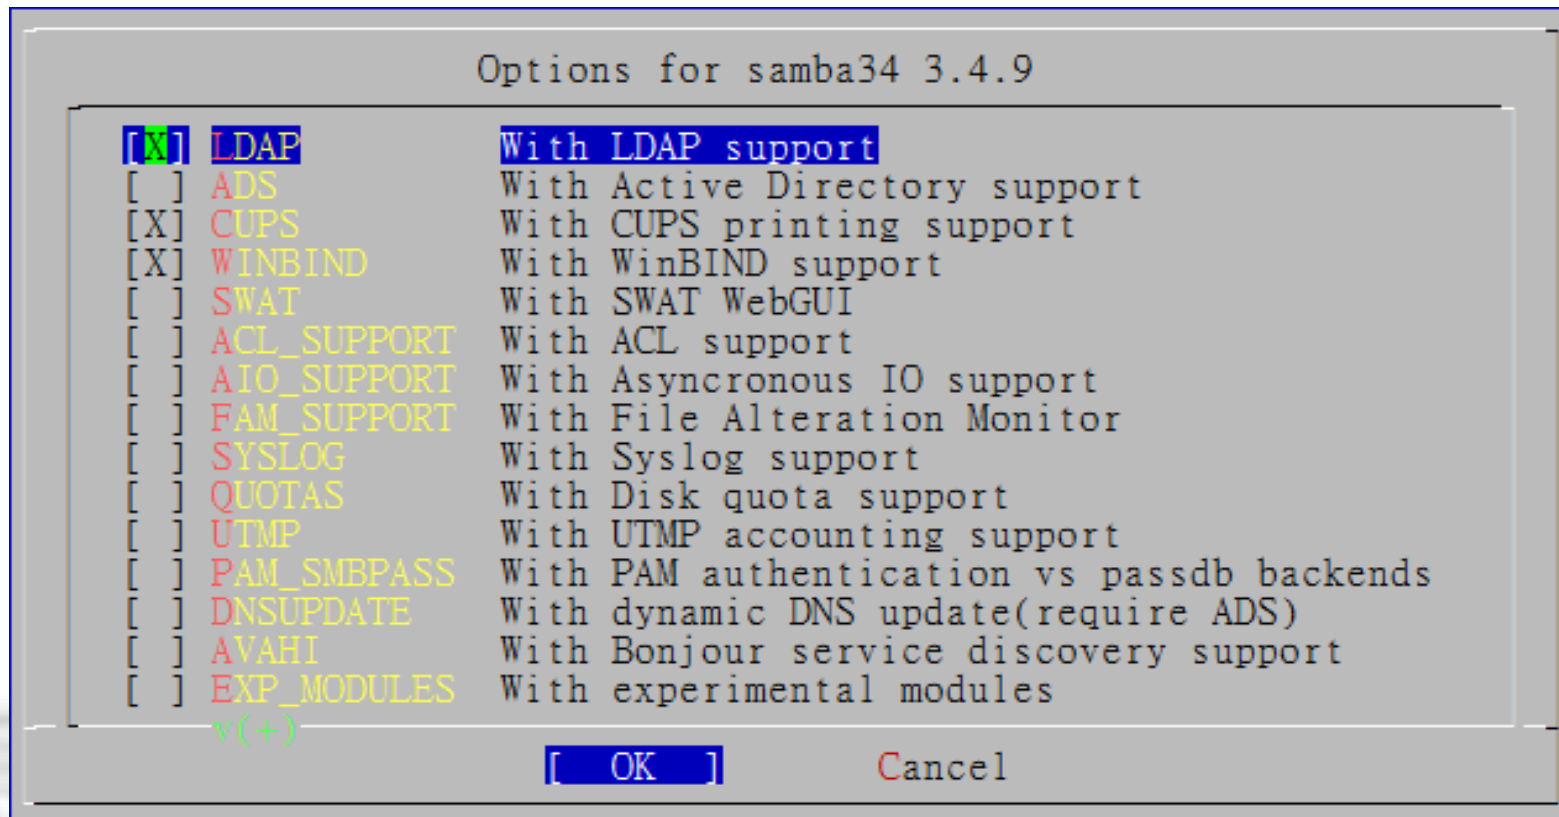 Options for samba34 3.4.9
[X] LDAP With LDAP support
[ ] ADS With Active Directory support
[X] CUPS With CUPS printing support
[X] WINBIND With WinBIND support
[ ] SWAT With SWAT WebGUI
[ ] ACL_SUPPORT With ACL support
[ ] AIO_SUPPORT With Asyncronous IO support
[ ] FAM_SUPPORT With File Alteration Monitor
[ ] SYSLOG With Syslog support
[ ] QUOTAS With Disk quota support
[ ] UTMP With UTMP accounting support
[ ] PAM_SMBPASS With PAM authentication vs passdb backends
[ ] DNSUPDATE With dynamic DNS update(require ADS)
[ ] AVAHI With Bonjour service discovery support
[ ] EXP_MODULES With experimental modules
v(+)
[ OK ] Cancel